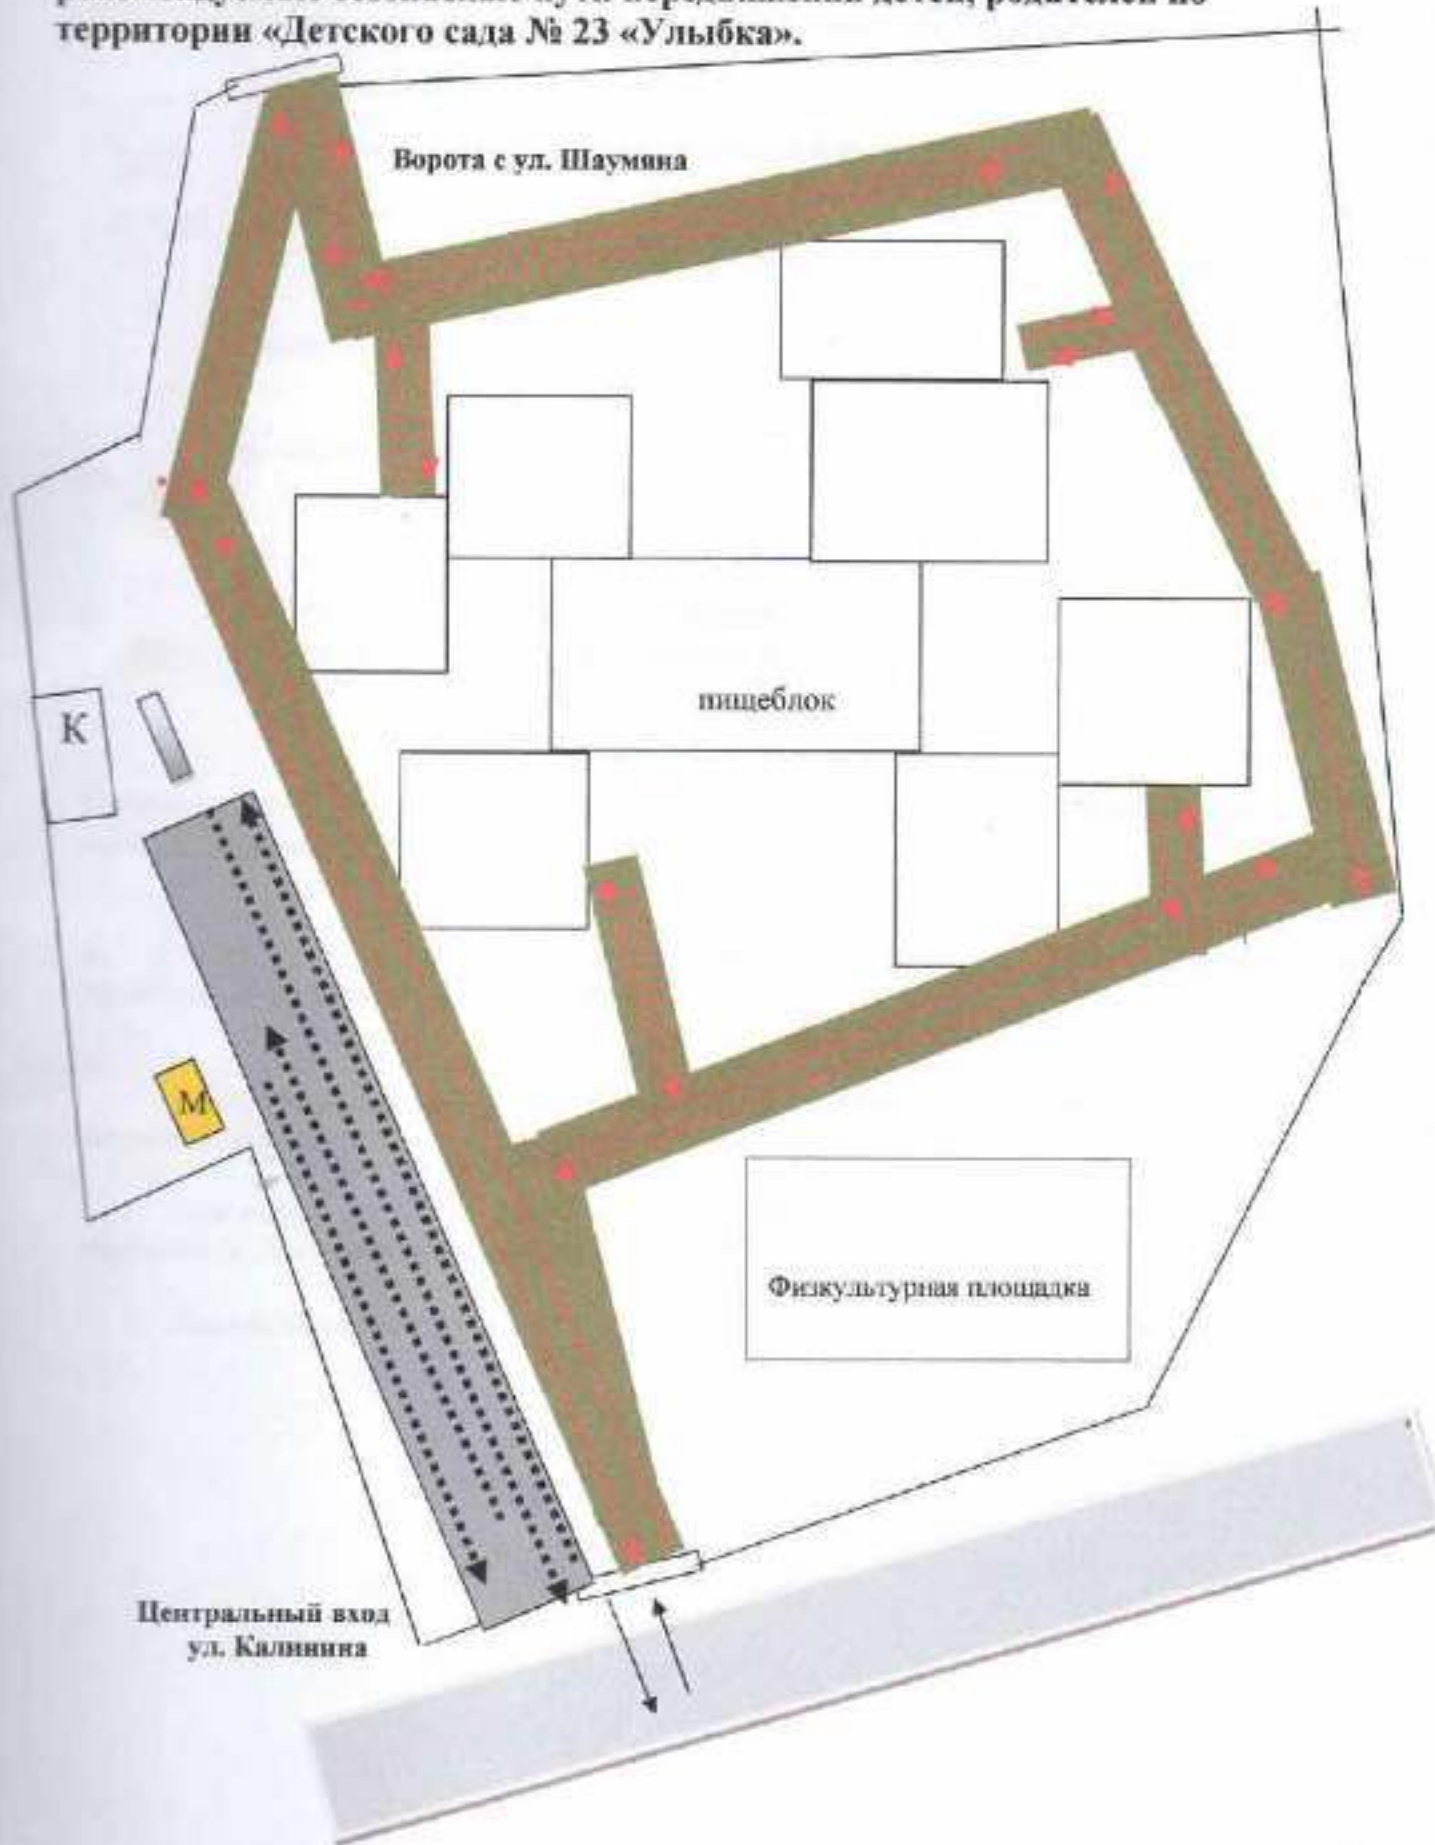 территории «Детского сада № 23 «Улыбка».
Ворота с ул. Шаумяна
К
пищеблок
М
Физкультурная площадка
Центральный вход
ул. Калинина